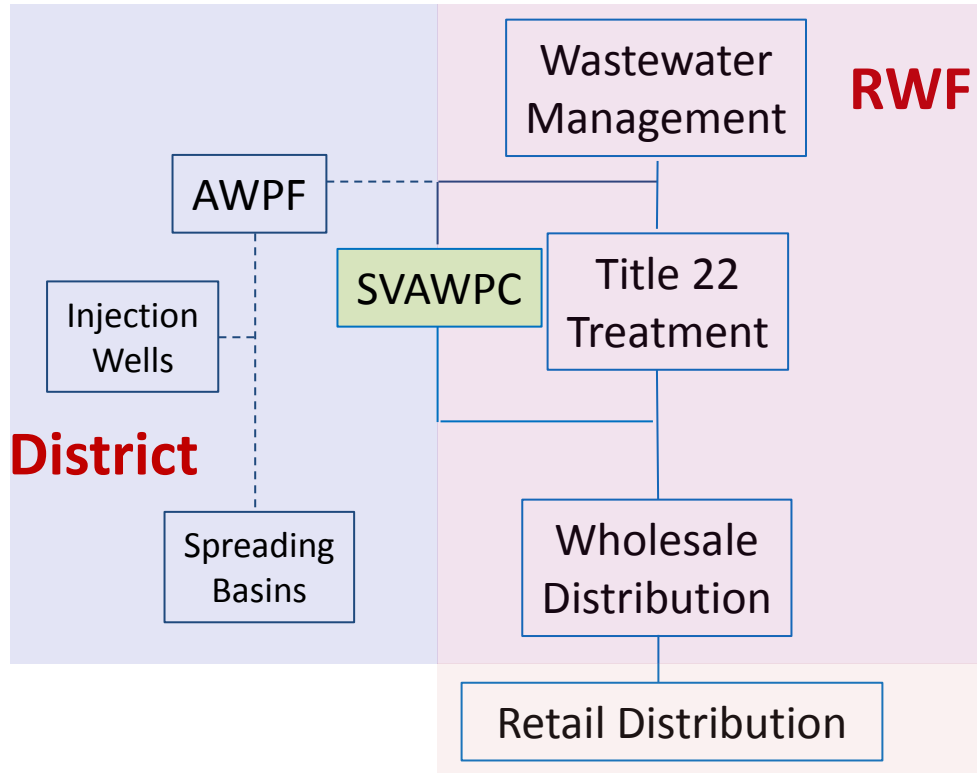 Wastewater
Management
RWF
AWPF
SVAWPC
Title 22
Treatment
Injection
Wells
District
Spreading
Basins
Wholesale
Distribution
Retail Distribution